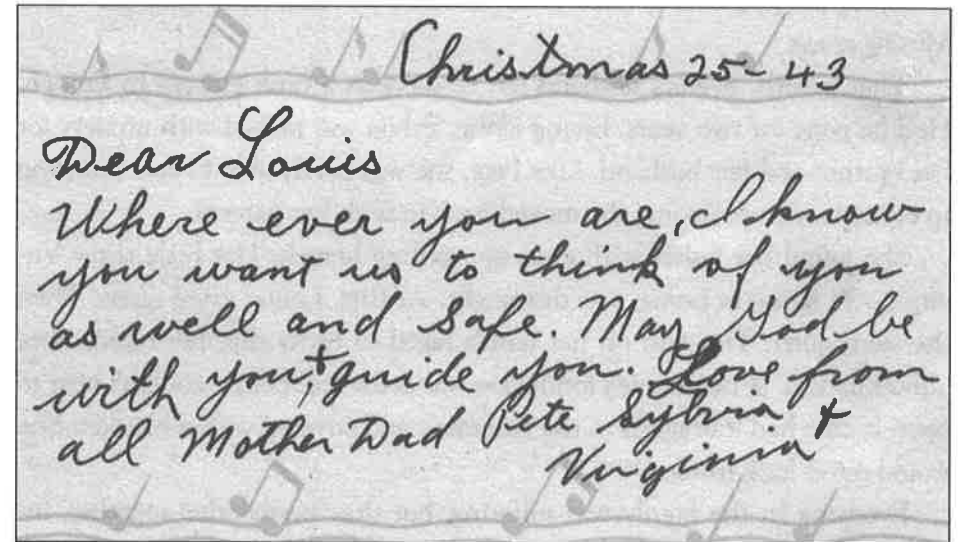 Christmas 25-43
Dear Louis
Where ever you are, I know
you want us to think of you
as well and safe. May God be
with you, + guide you. Love from
all Mother Dad Pete Sylvia +
Virginia